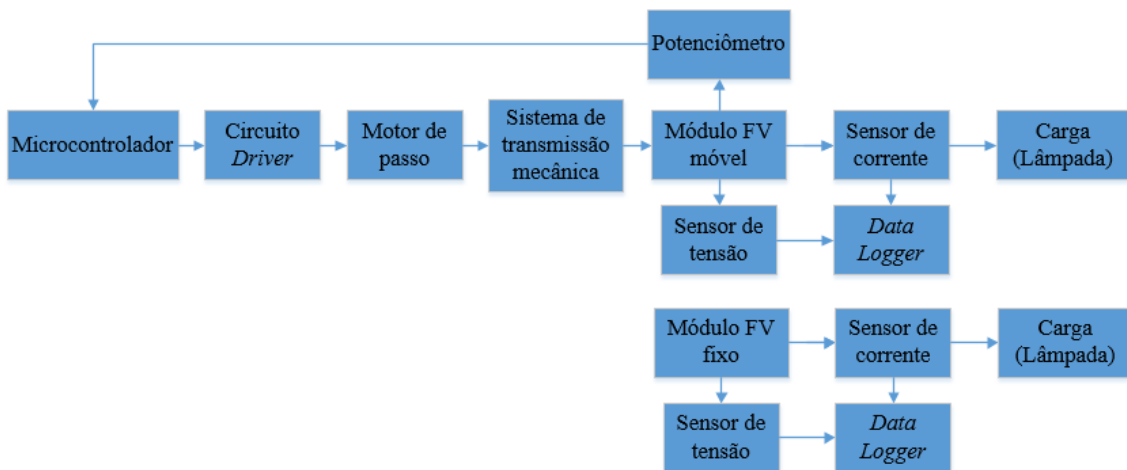 Potenciômetro
Microcontrolador
Circuito
Driver
Motor de
passo
Sistema de
transmissão
mecânica
Módulo FV
móvel
Sensor de
corrente
Carga
(Lâmpada)
Sensor de
tensão
Data
Logger
Módulo FV
fixo
Sensor de
corrente
Carga
(Lâmpada)
Sensor de
tensão
Data
Logger